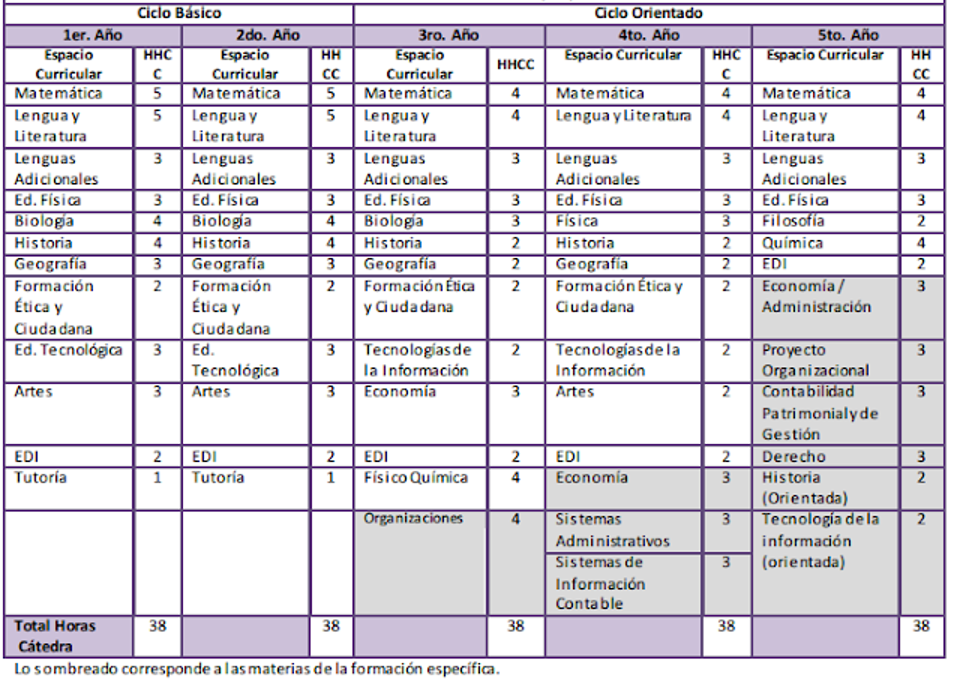 Ciclo Básico Ciclo Orientado
1er. Año 2do. Año 3ro. Año 4to. Año 5to. Año
Espacio Curricular HHCC Espacio Curricular HHCC Espacio Curricular HHCC Espacio Curricular HHCC Espacio Curricular HHCC
Matemática 5 Matemática 5 Matemática 4 Matemática 4 Matemática 4
Lengua y Literatura 5 Lengua y Literatura 5 Lengua y Literatura 4 Lengua y Literatura 4 Lengua y Literatura 4
Lenguas Adicionales 3 Lenguas Adicionales 3 Lenguas Adicionales 3 Lenguas Adicionales 3 Lenguas Adicionales 3
Ed. Física 3 Ed. Física 3 Ed. Física 3 Ed. Física 3 Ed. Física 3
Biología 4 Biología 4 Biología 3 Física 3 Filosofía 2
Historia 4 Historia 4 Historia 2 Historia 2 Química 4
Geografía 3 Geografía 3 Geografía 2 Geografía 2 EDI 2
Formación Ética y Ciudadana 2 Formación Ética y Ciudadana 2 Formación Ética y Ciudadana 2 Formación Ética y Ciudadana 2 Economía / Administración 3
Ed. Tecnológica 3 Ed. Tecnológica 3 Tecnologías de la Información 2 Tecnologías de la Información 2 Proyecto Organizacional 3
Artes 3 Artes 3 Economía 3 Artes 2 Contabilidad Patrimonial y de Gestión 3
EDI 2 EDI 2 EDI 2 EDI 2 Derecho 3
Tutoría 1 Tutoría 1 Físico Química 4 Economía 3 Historia (Orientada) 2
Organizaciones 4 Sistemas Administrativos 3 Tecnología de la información (orientada) 2
Sistemas de Información Contable 3
Total Horas Cátedra 38 38 38 38 38
Lo sombreado corresponde a las materias de la formación específica.